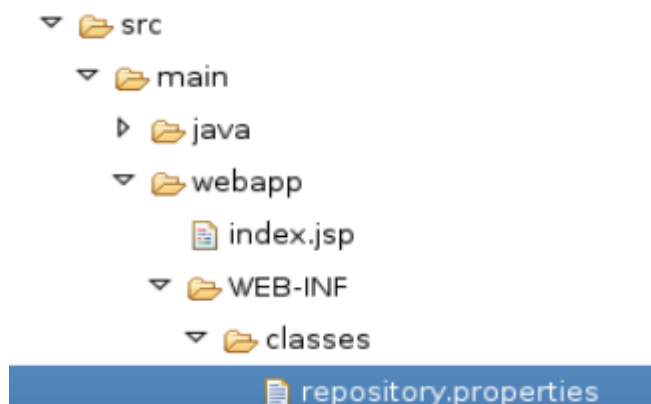 src
main
java
webapp
index.jsp
WEB-INF
classes
repository.properties